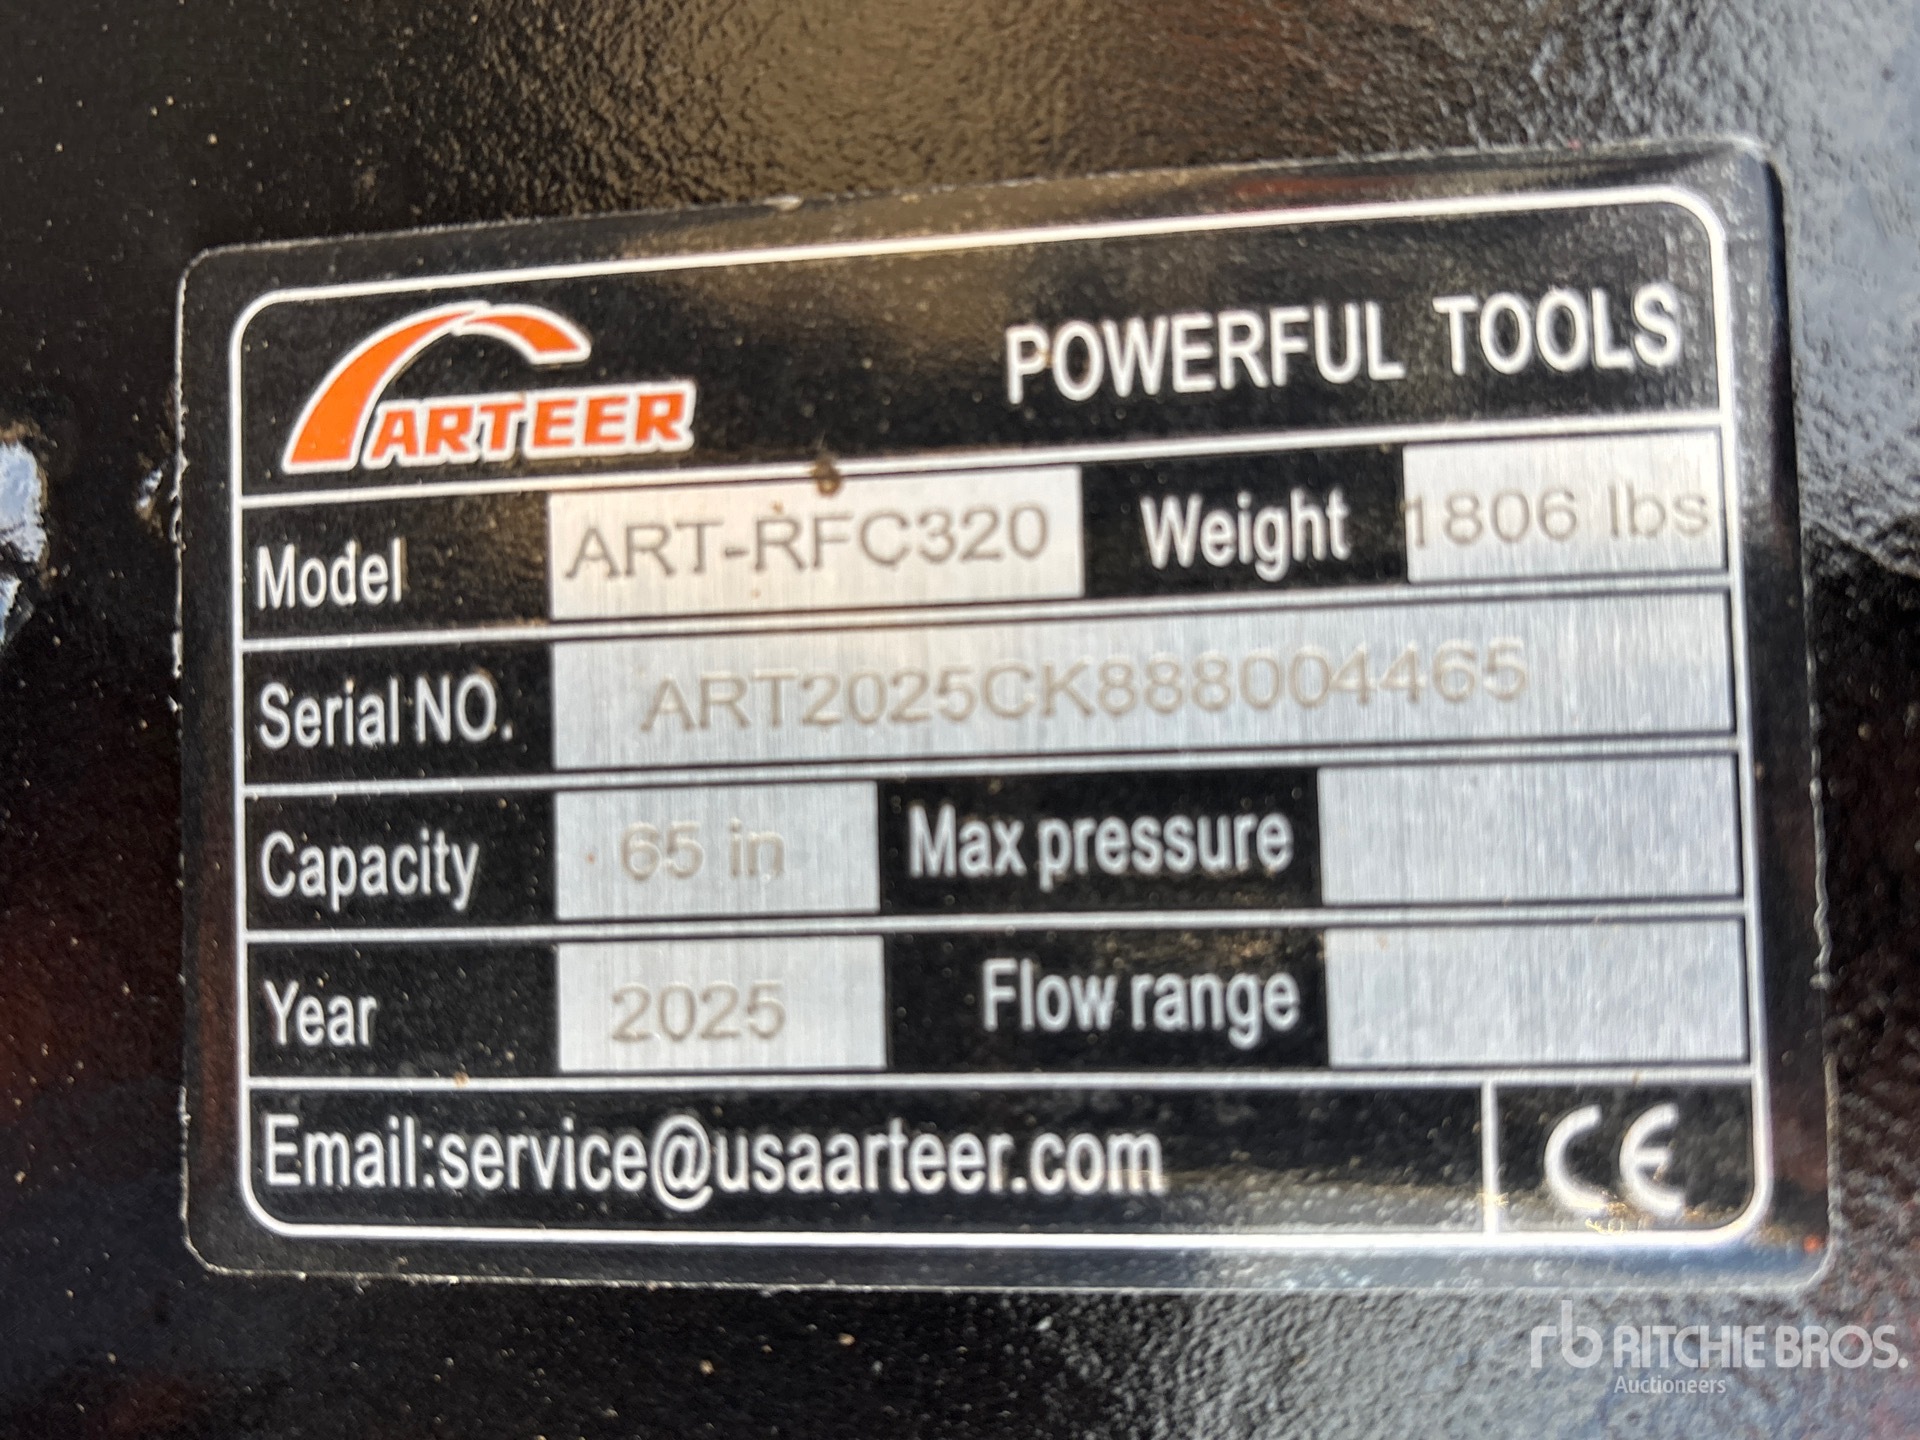 ARTEER
POWERFUL TOOLS
Model ART-RFC320 Weight 1806 lbs
Serial NO. ART2025CK888004465
Capacity 65 in Max pressure
Year 2025 Flow range
Email:service@usaarteer.com CE
rb RITCHIE BROS.
Auctioneers